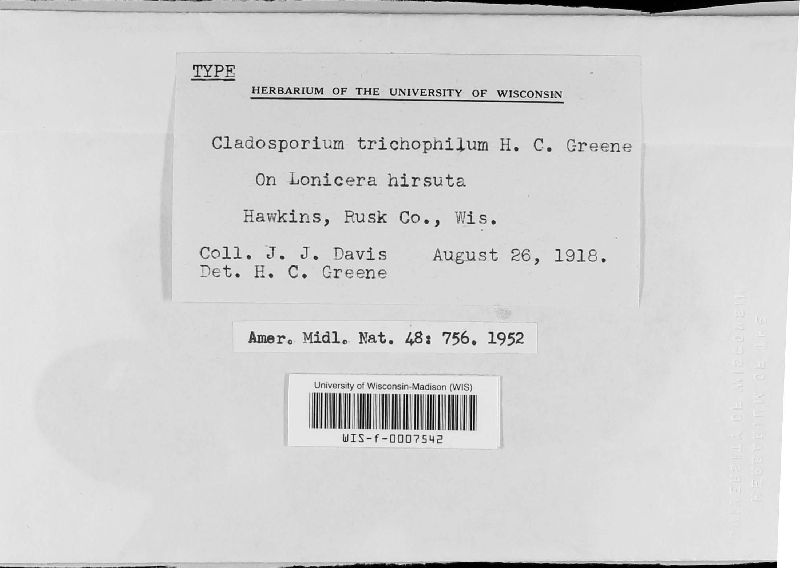 TYPE
HERBARIUM OF THE UNIVERSITY OF WISCONSIN
Cladosporium trichophilum H. C. Greene
On Lonicera hirsuta
Hawkins, Rusk Co., Wis.
Coll. J. J. Davis    August 26, 1918.
Det. H. C. Greene
Amer. Midl. Nat. 48: 756. 1952
University of Wisconsin-Madison (WIS)
WIS-f-0007542